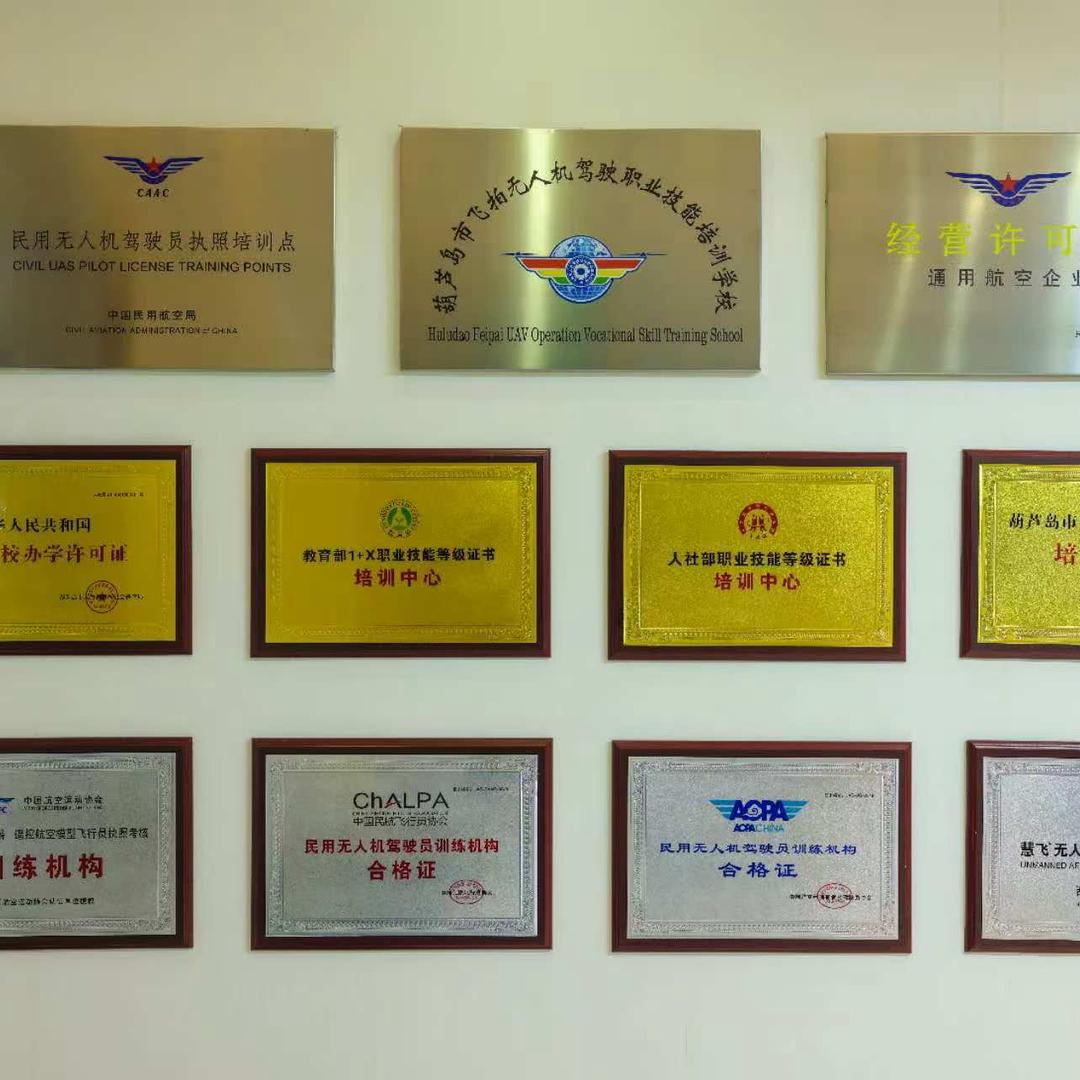 CAAC
民用无人机驾驶员执照培训点
CIVIL UAS PILOT LICENSE TRAINING POINTS
中国民用航空局
CIVIL AVIATION ADMINISTRATION of CHINA
葫芦岛市飞拍无人机驾驶职业技能培训学校
Huludao Feipai UAV Operation Vocational Skill Training School
经营许可
通用航空企业
人民共和国
校办学许可证
教育部1+X职业技能等级证书
培训中心
人社部职业技能等级证书
培训中心
葫芦岛市
培
中国航空运动协会
遥控航空模型飞行员执照考核
训练机构
ChALPA
中国民航飞行员协会
民用无人机驾驶员训练机构
合格证
AOPA
AOPA CHINA
民用无人机驾驶员训练机构
合格证
慧飞无人
UNMANNED